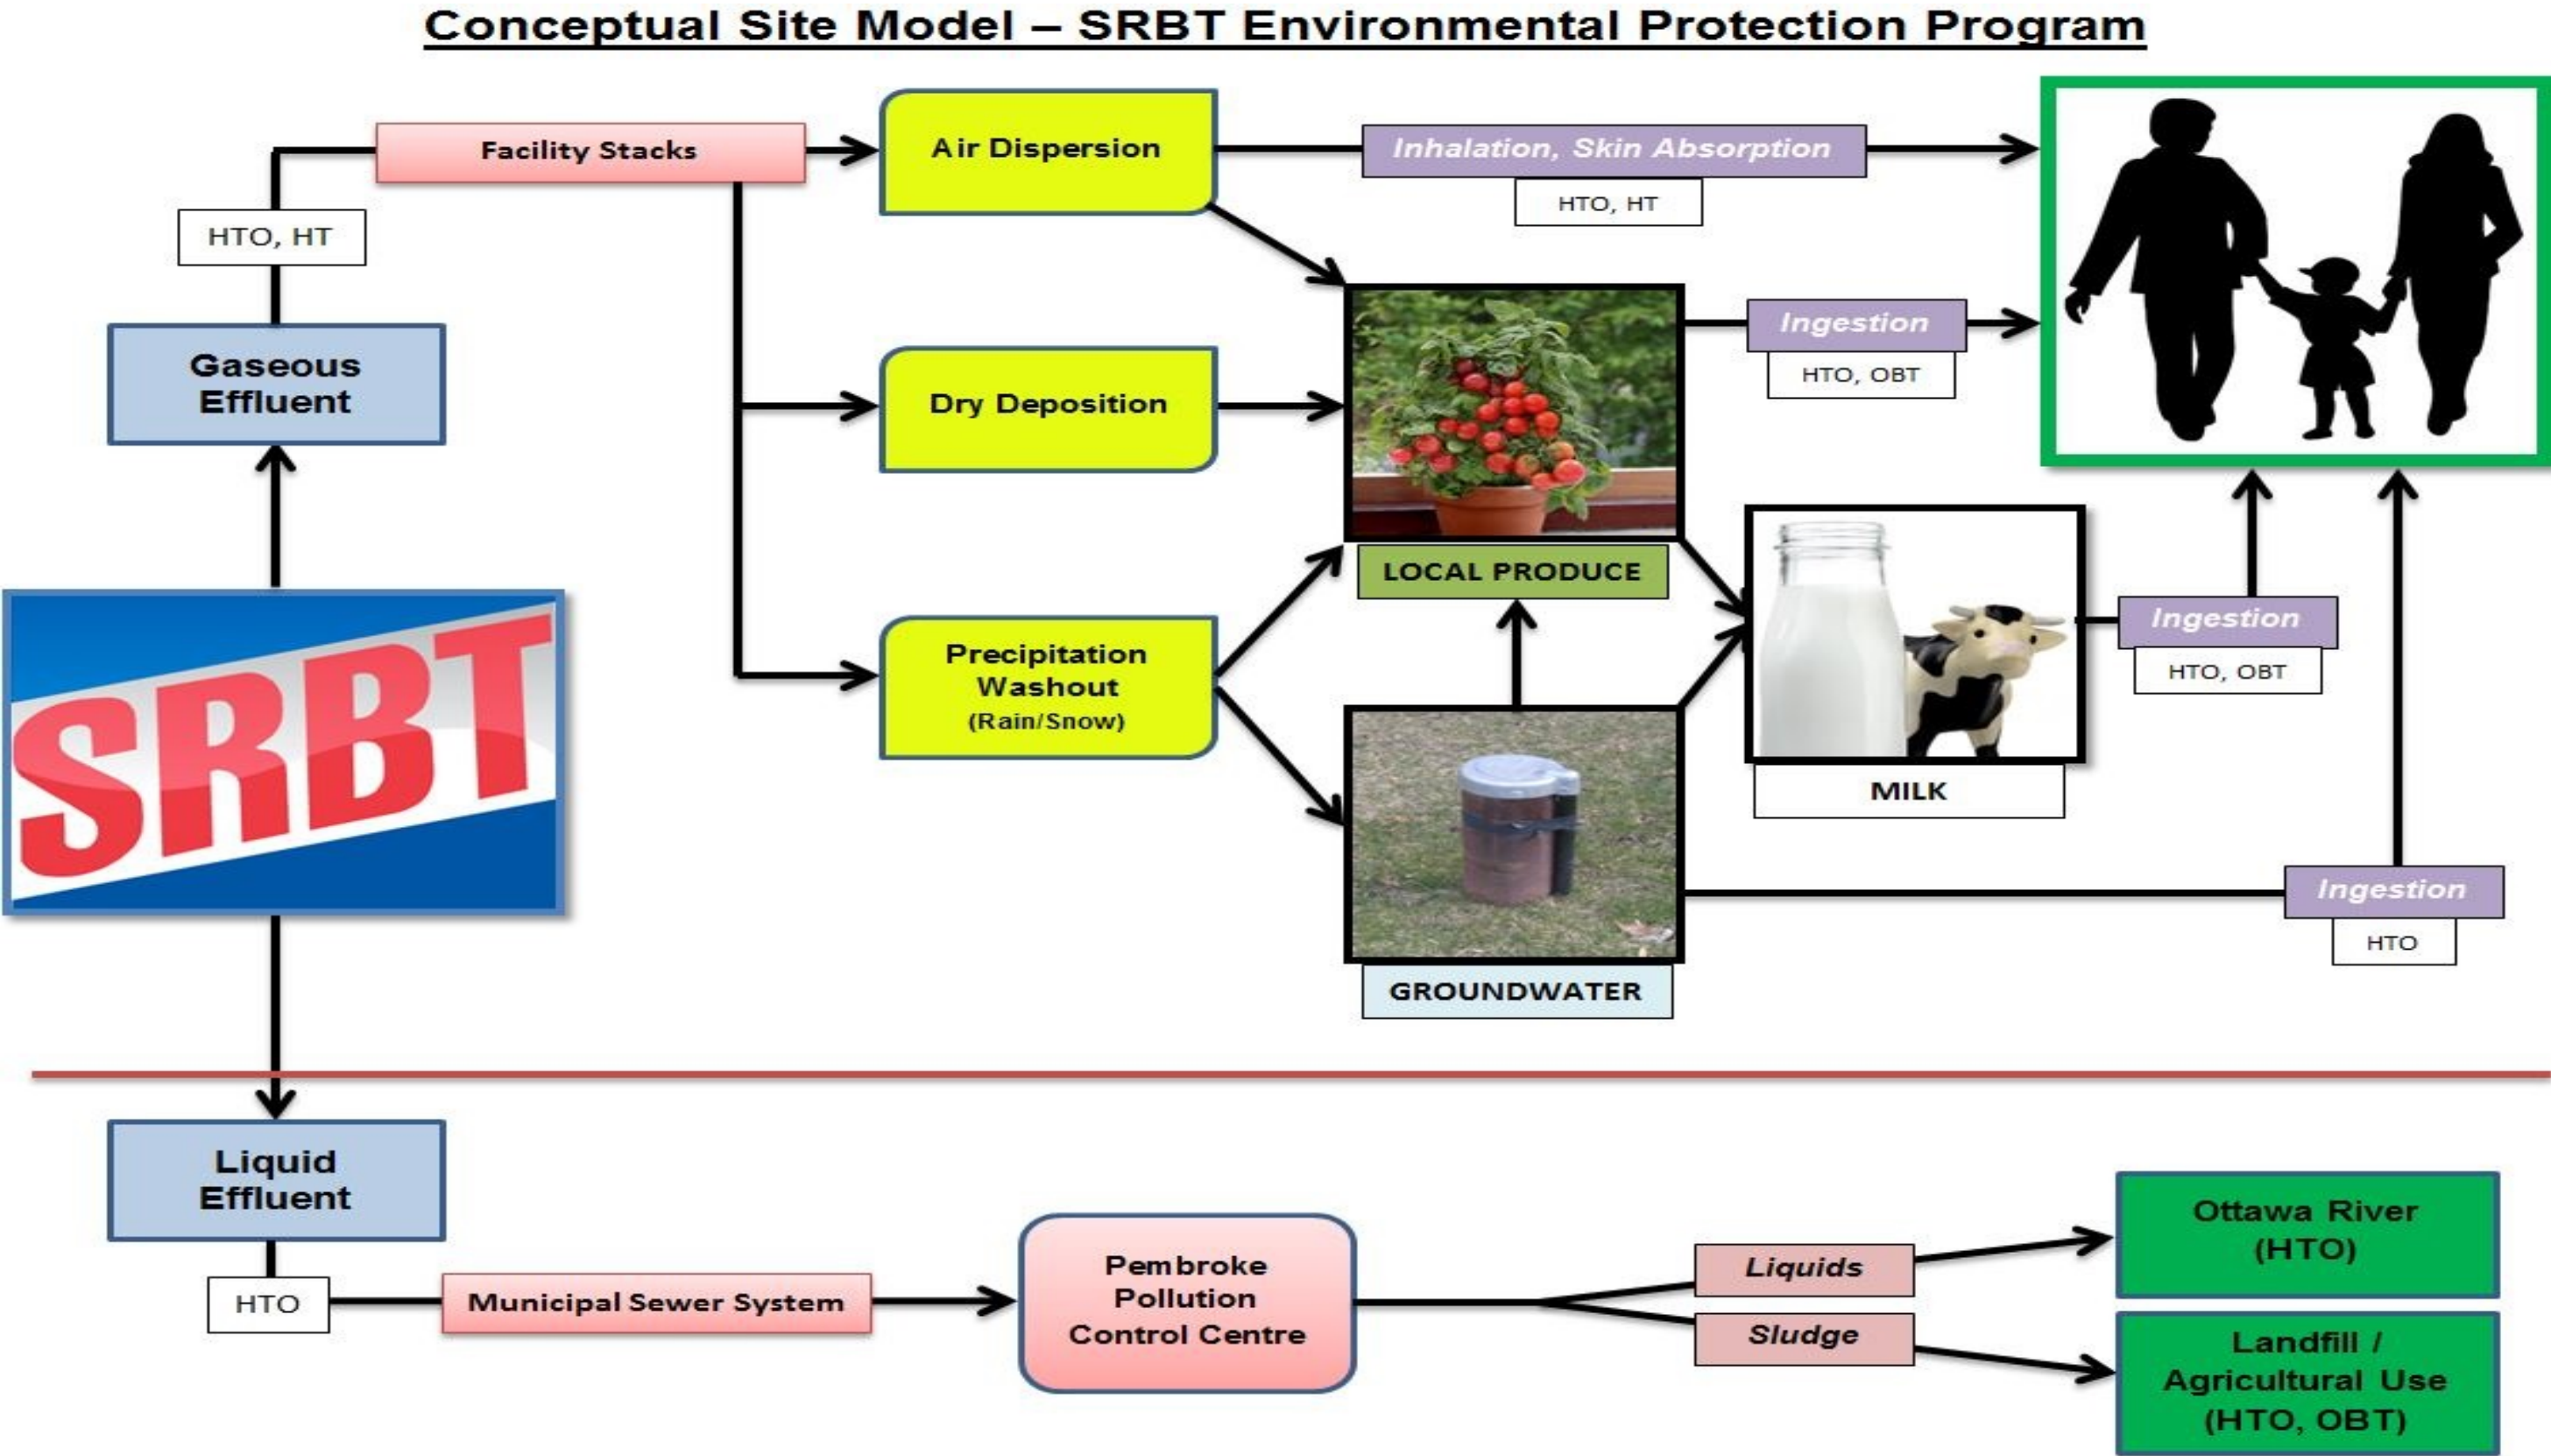 Conceptual Site Model – SRBT Environmental Protection Program
Facility Stacks
Air Dispersion
Inhalation, Skin Absorption
HTO, HT
HTO, HT
Gaseous
Effluent
Dry Deposition
Ingestion
HTO, OBT
LOCAL PRODUCE
Precipitation
Washout
(Rain/Snow)
SRBT
Ingestion
HTO, OBT
MILK
Ingestion
HTO
GROUNDWATER
Liquid
Effluent
HTO
Municipal Sewer System
Pembroke
Pollution
Control Centre
Liquids
Sludge
Ottawa River
(HTO)
Landfill /
Agricultural Use
(HTO, OBT)